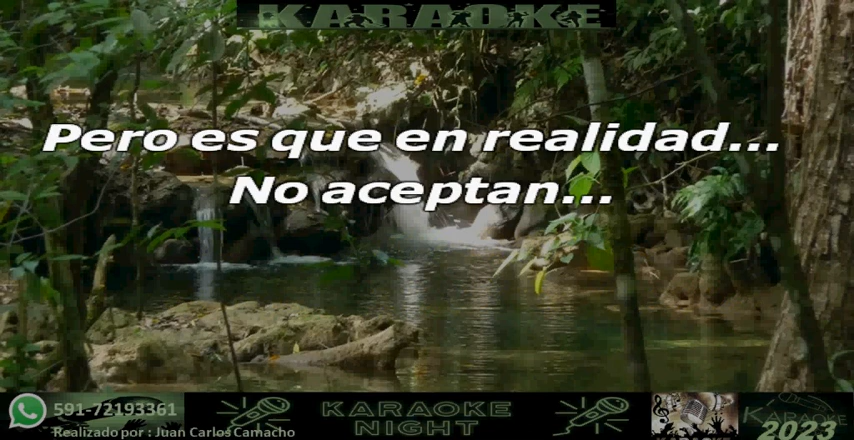 KARAOKE
Pero es que en realidad...
No aceptan...
591-72193361
Realizado por : Juan Carlos Camacho
KARAOKE
NIGHT
KARAOKE
KARAOKE
2023